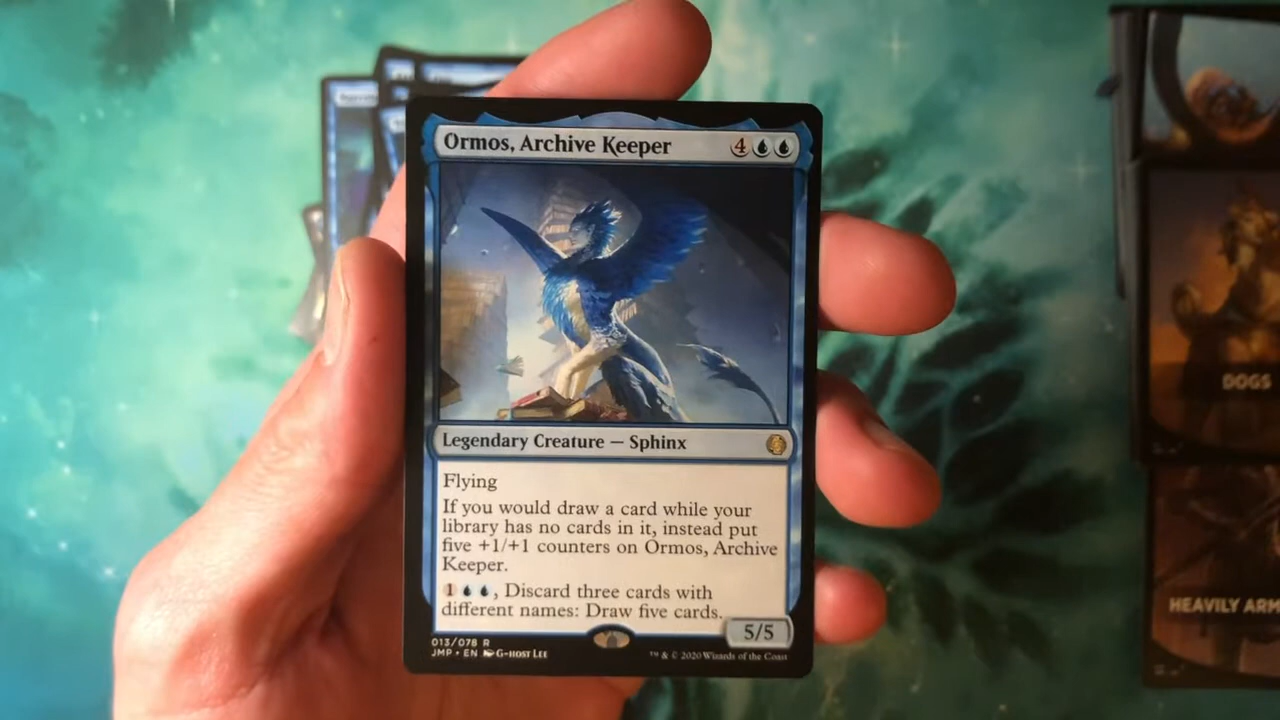 Ormos, Archive Keeper 4
Legendary Creature — Sphinx
Flying
If you would draw a card while your
library has no cards in it, instead put
five +1/+1 counters on Ormos, Archive
Keeper.
1, Discard three cards with
different names: Draw five cards.
5/5
013/078 R
JMP • EN G-host Lee
™ & © 2020 Wizards of the Coast
DOGS
HEAVILY ARM